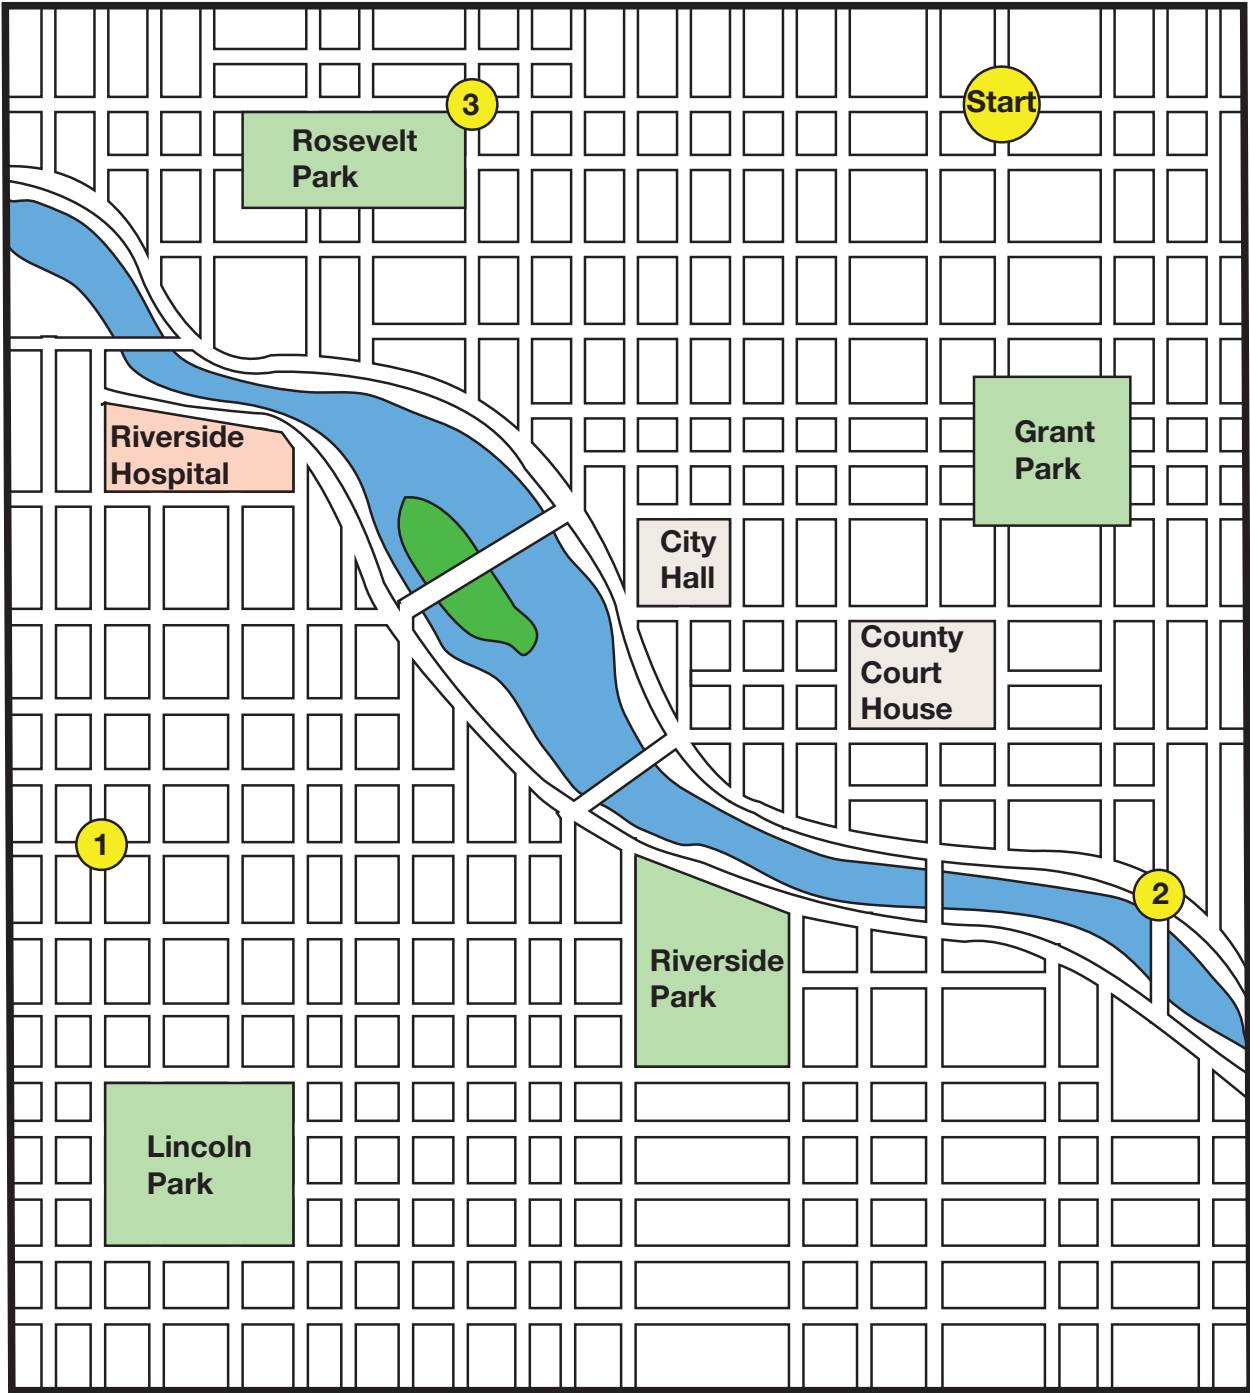 3
Start
Rosevelt
Park
Grant
Park
Riverside
Hospital
City
Hall
County
Court
House
1
2
Riverside
Park
Lincoln
Park